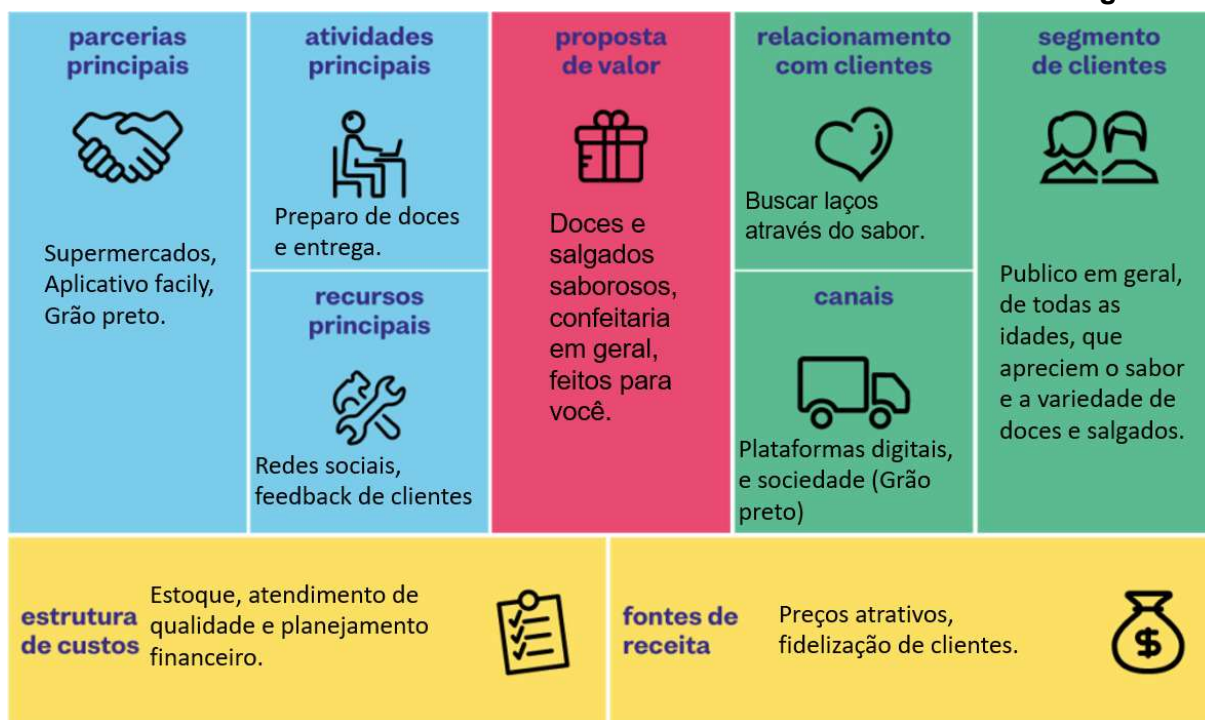 parcerias
principais
Supermercados,
Aplicativo facily,
Grão preto.
atividades
principais
Preparo de doces
e entrega.
recursos
principais
Redes sociais,
feedback de clientes
proposta
de valor
Doces e
salgados
saborosos,
confeitaria
em geral,
feitos para
você.
relacionamento
com clientes
Buscar laços
através do sabor.
canais
Plataformas digitais,
e sociedade (Grão
preto)
segmento
de clientes
Publico em geral,
de todas as
idades, que
apreciem o sabor
e a variedade de
doces e salgados.
estrutura
de custos
Estoque, atendimento de
qualidade e planejamento
financeiro.
fontes de
receita
Preços atrativos,
fidelização de clientes.
$